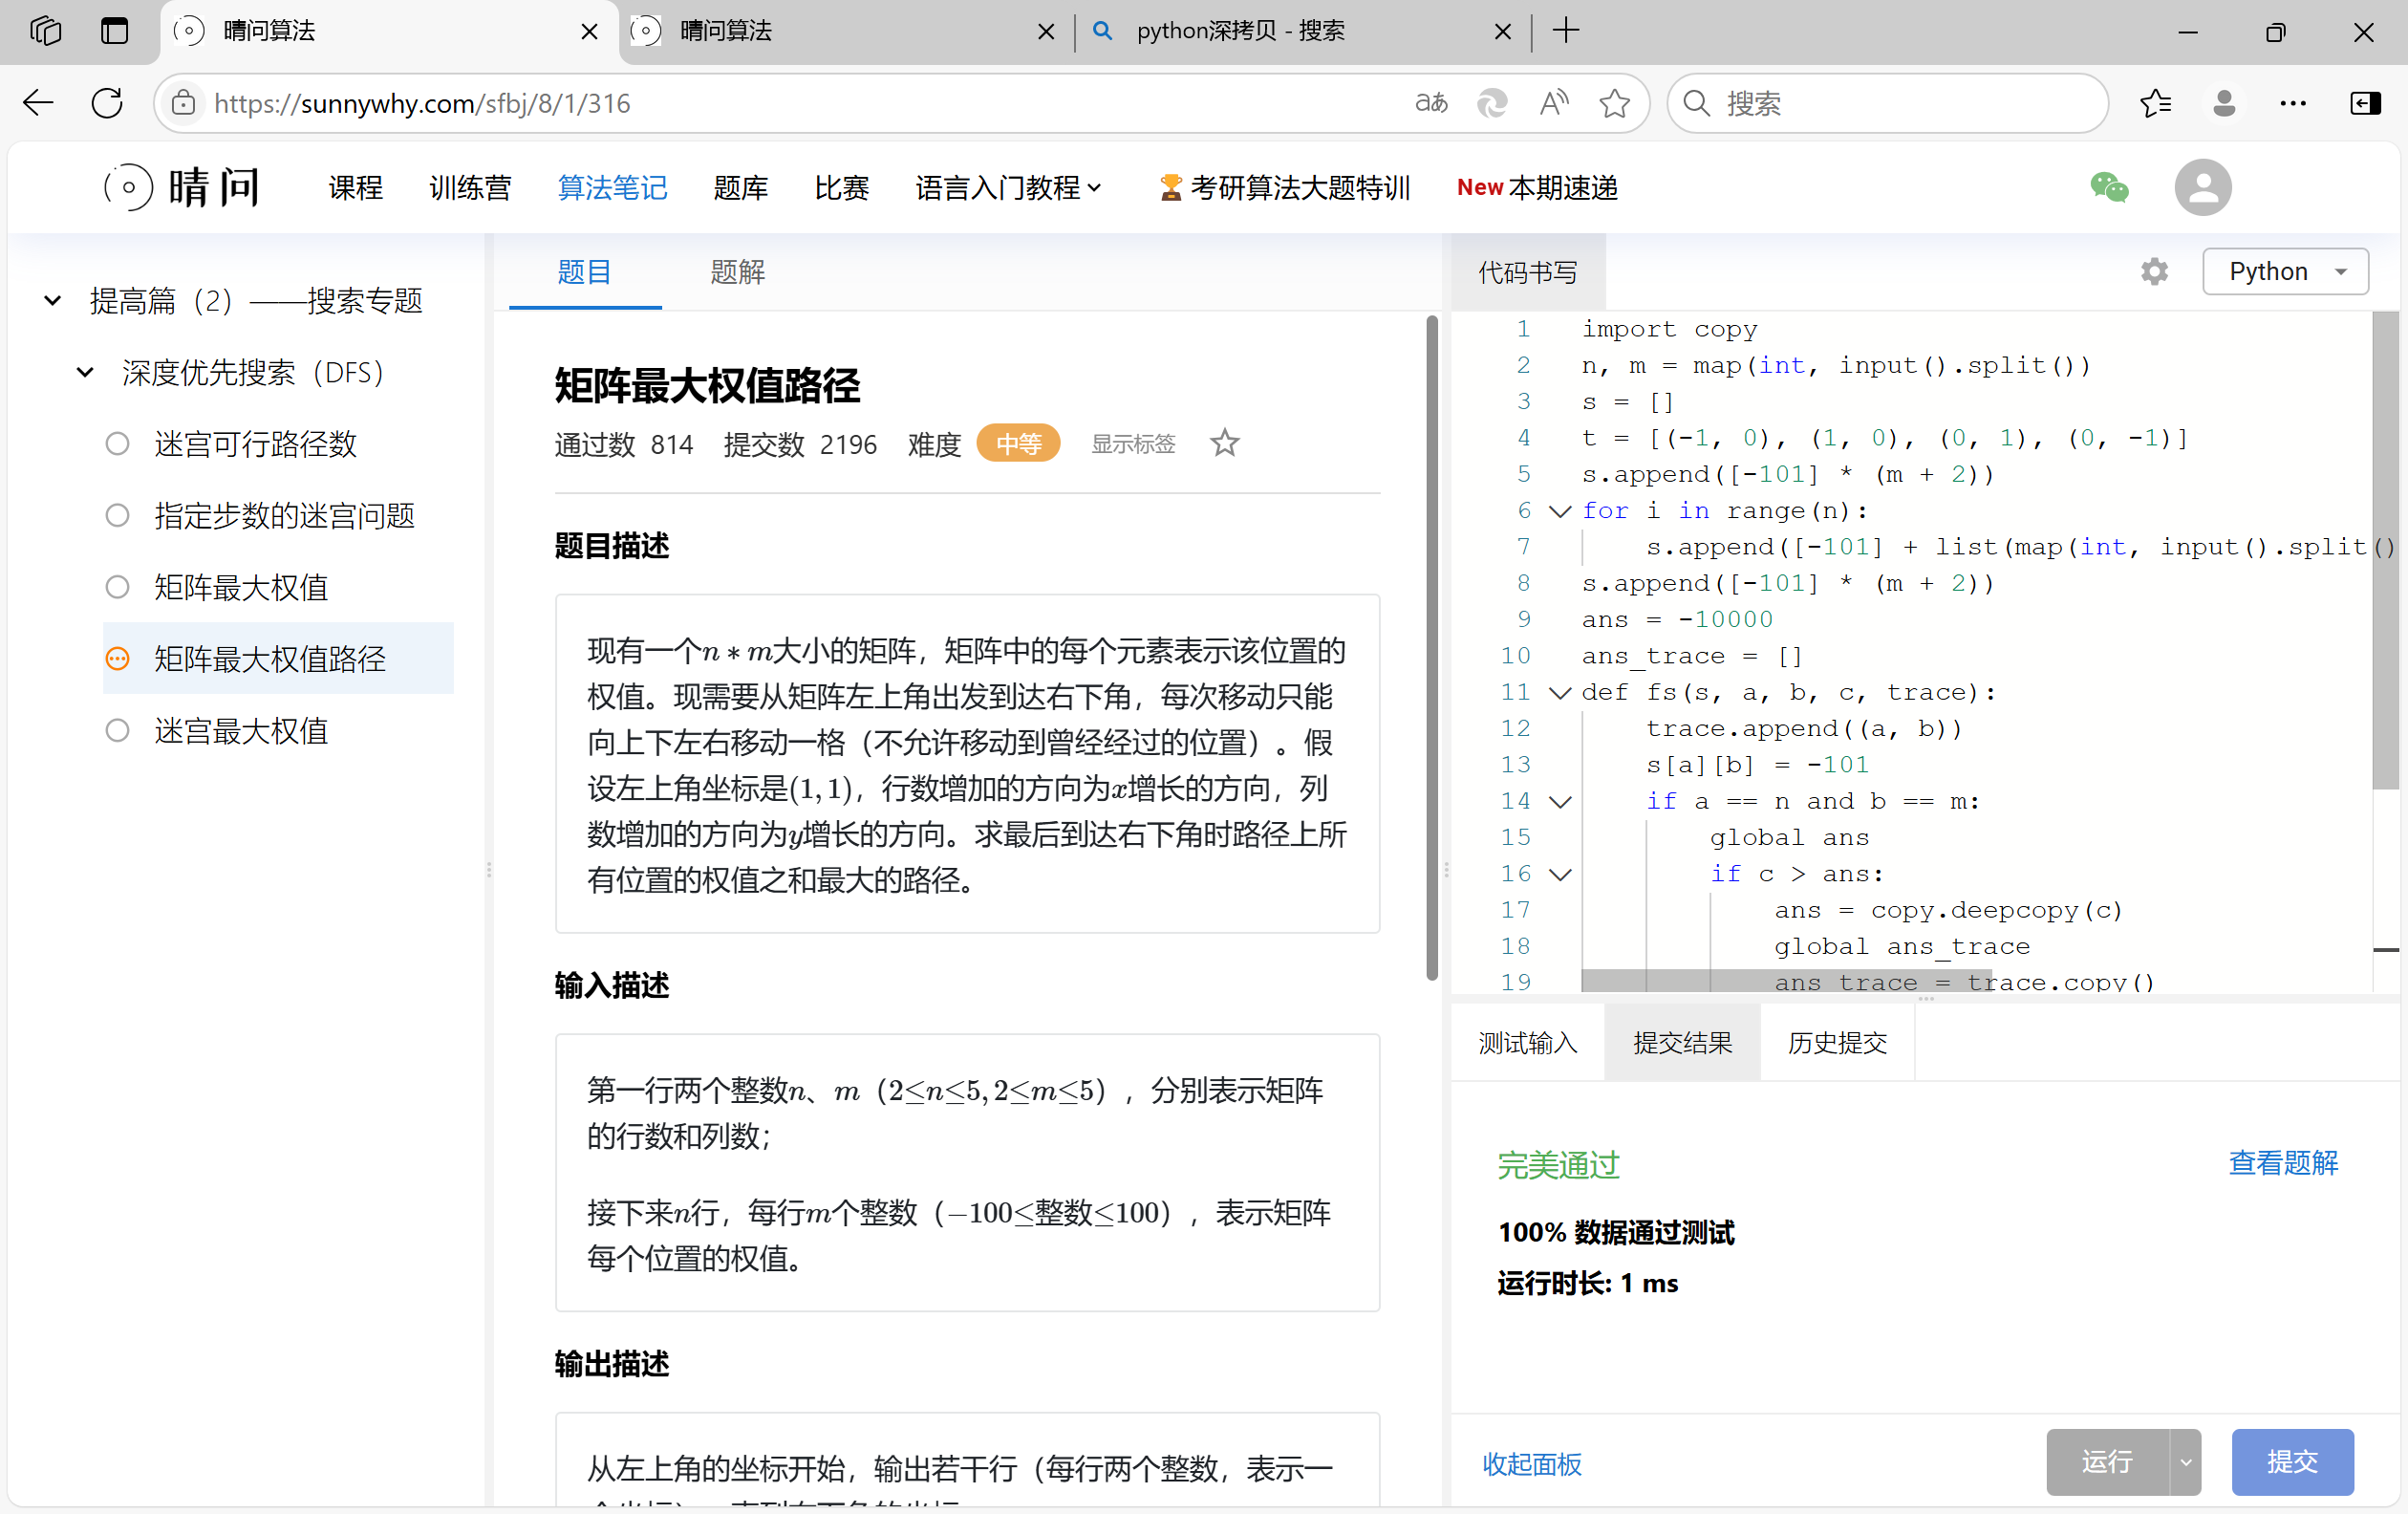 晴问算法
晴问算法
python深拷贝 - 搜索
https://sunnywhy.com/sfbj/8/1/316
搜索
晴问
课程
训练营
算法笔记
题库
比赛
语言入门教程
考研算法大题特训
New 本期速递
提高篇（2）——搜索专题
深度优先搜索（DFS）
迷宫可行路径数
指定步数的迷宫问题
矩阵最大权值
矩阵最大权值路径
迷宫最大权值
题目
题解
矩阵最大权值路径
通过数 814 提交数 2196 难度 中等 显示标签
题目描述
现有一个n∗m大小的矩阵，矩阵中的每个元素表示该位置的
权值。现需要从矩阵左上角出发到达右下角，每次移动只能
向上下左右移动一格（不允许移动到曾经经过的位置）。假
设左上角坐标是(1,1)，行数增加的方向为x增长的方向，列
数增加的方向为y增长的方向。求最后到达右下角时路径上所
有位置的权值之和最大的路径。
输入描述
第一行两个整数n、m（2≤n≤5,2≤m≤5），分别表示矩阵
的行数和列数；
接下来n行，每行m个整数（−100≤整数≤100），表示矩阵
每个位置的权值。
输出描述
从左上角的坐标开始，输出若干行（每行两个整数，表示一
代码书写
Python
1 import copy
2 n, m = map(int, input().split())
3 s = []
4 t = [(-1, 0), (1, 0), (0, 1), (0, -1)]
5 s.append([-101] * (m + 2))
6 for i in range(n):
7 s.append([-101] + list(map(int, input().split()
8 s.append([-101] * (m + 2))
9 ans = -10000
10 ans_trace = []
11 def fs(s, a, b, c, trace):
12 trace.append((a, b))
13 s[a][b] = -101
14 if a == n and b == m:
15 global ans
16 if c > ans:
17 ans = copy.deepcopy(c)
18 global ans_trace
19 ans_trace = trace.copy()
测试输入
提交结果
历史提交
完美通过
查看题解
100% 数据通过测试
运行时长: 1 ms
收起面板
运行
提交